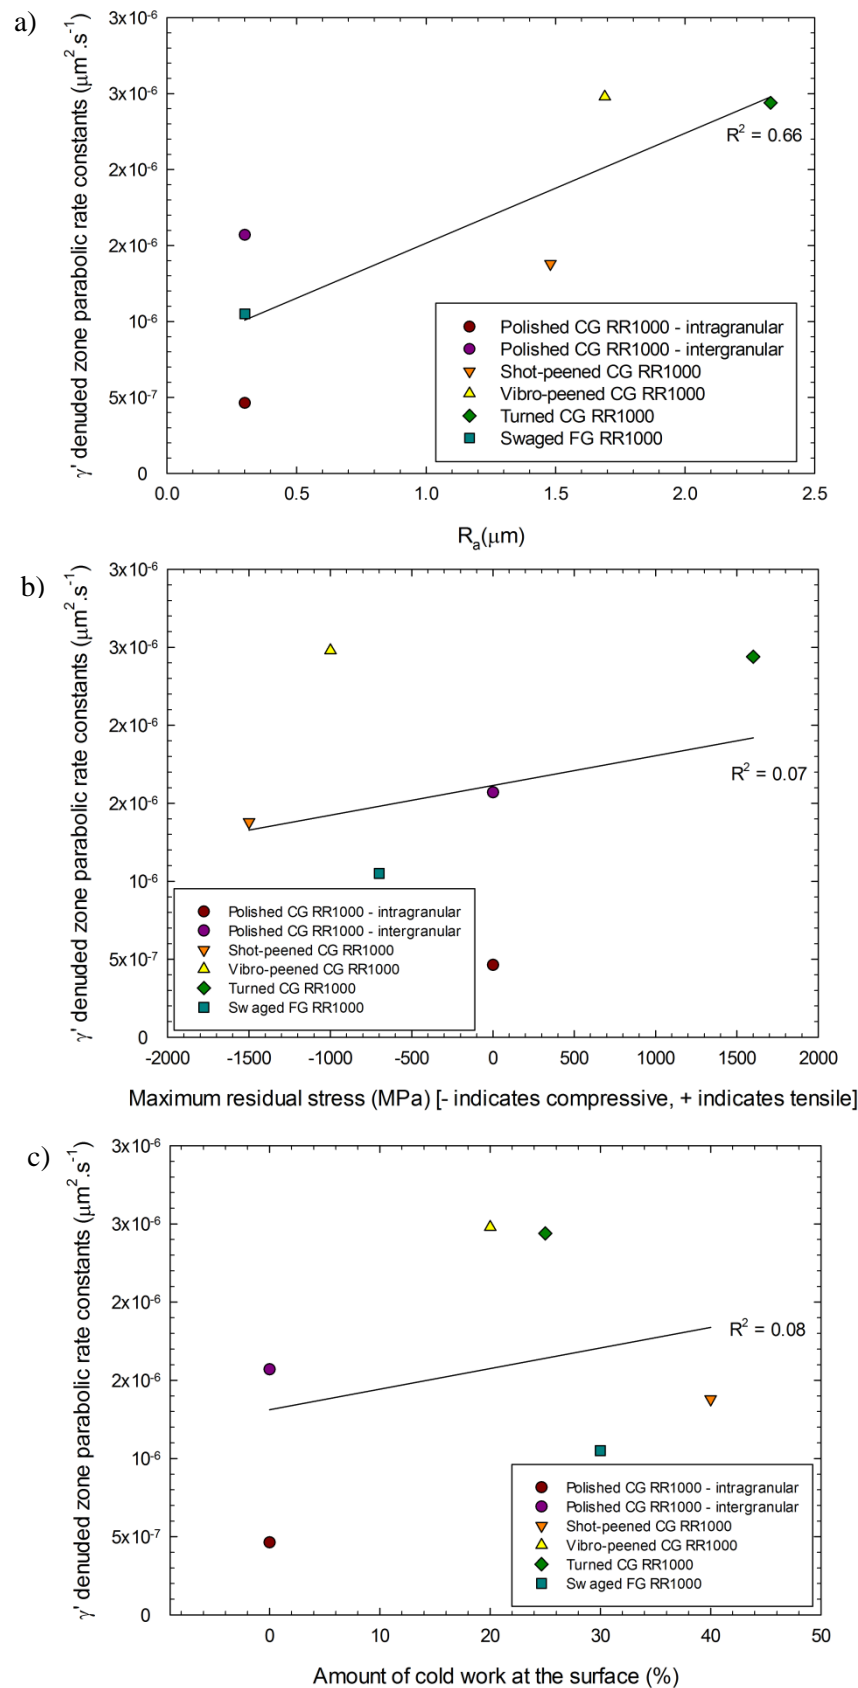 a)
γ' denuded zone parabolic rate constants (μm².s⁻¹)
3x10⁻⁶
3x10⁻⁶
2x10⁻⁶
2x10⁻⁶
10⁻⁶
5x10⁻⁷
0
R² = 0.66
Polished CG RR1000 - intragranular
Polished CG RR1000 - intergranular
Shot-peened CG RR1000
Vibro-peened CG RR1000
Turned CG RR1000
Swaged FG RR1000
0.0 0.5 1.0 1.5 2.0 2.5
Rₐ(μm)
b)
γ' denuded zone parabolic rate constants (μm².s⁻¹)
3x10⁻⁶
3x10⁻⁶
2x10⁻⁶
2x10⁻⁶
10⁻⁶
5x10⁻⁷
0
R² = 0.07
Polished CG RR1000 - intragranular
Polished CG RR1000 - intergranular
Shot-peened CG RR1000
Vibro-peened CG RR1000
Turned CG RR1000
Swaged FG RR1000
-2000 -1500 -1000 -500 0 500 1000 1500 2000
Maximum residual stress (MPa) [- indicates compressive, + indicates tensile]
c)
γ' denuded zone parabolic rate constants (μm².s⁻¹)
3x10⁻⁶
3x10⁻⁶
2x10⁻⁶
2x10⁻⁶
10⁻⁶
5x10⁻⁷
0
R² = 0.08
Polished CG RR1000 - intragranular
Polished CG RR1000 - intergranular
Shot-peened CG RR1000
Vibro-peened CG RR1000
Turned CG RR1000
Swaged FG RR1000
0 10 20 30 40 50
Amount of cold work at the surface (%)